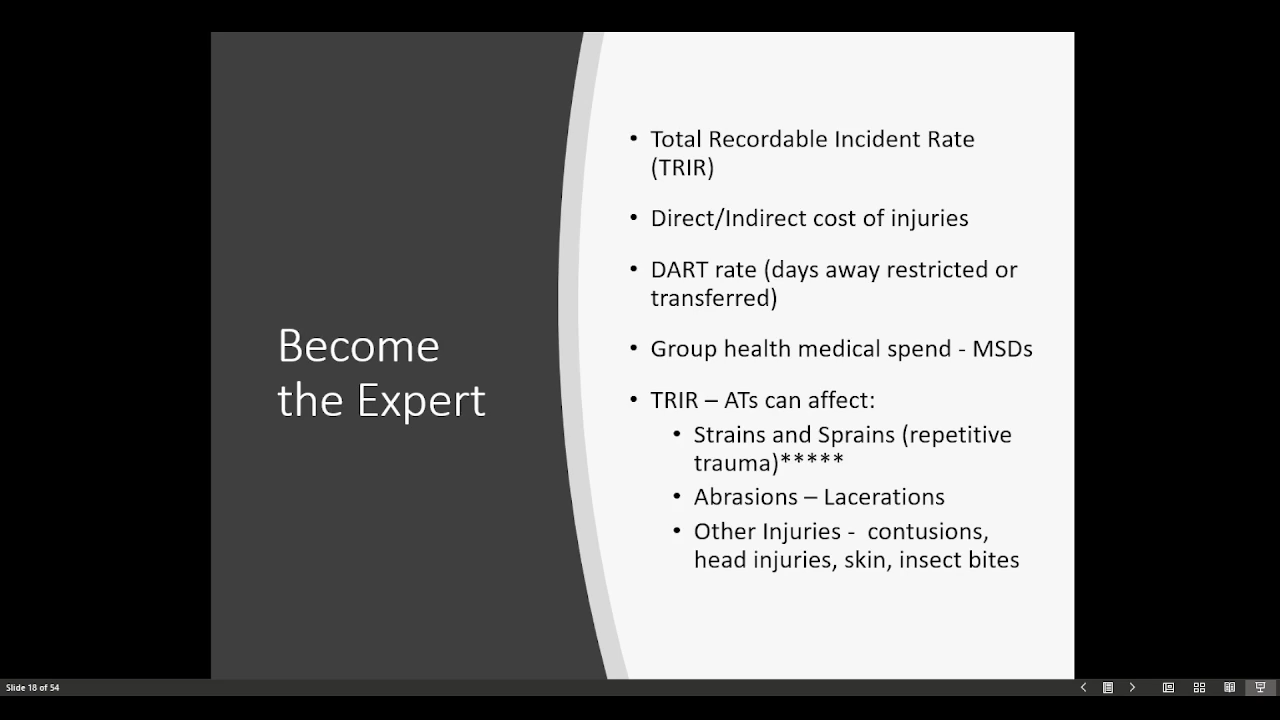 Become
the Expert
• Total Recordable Incident Rate
(TRIR)
• Direct/Indirect cost of injuries
• DART rate (days away restricted or
transferred)
• Group health medical spend - MSDs
• TRIR – ATs can affect:
• Strains and Sprains (repetitive
trauma)*****
• Abrasions – Lacerations
• Other Injuries -  contusions,
head injuries, skin, insect bites
Slide 18 of 54